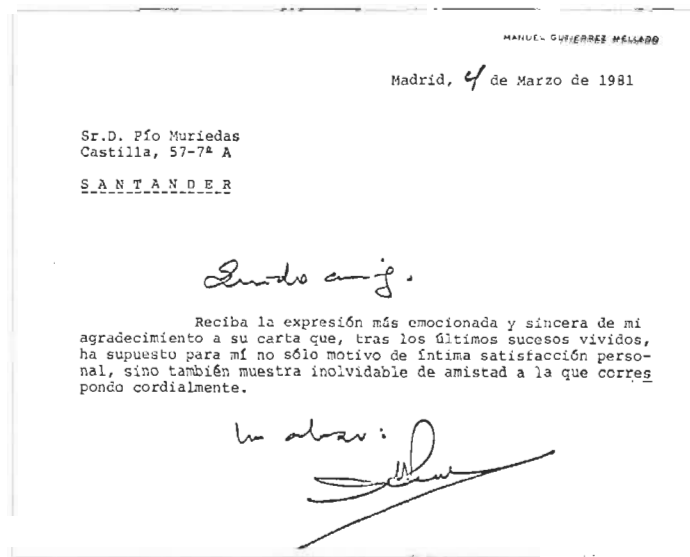 MANUEL GUTIERREZ MELLADO
Madrid, 4 de Marzo de 1981
Sr.D. Pío Muriedas
Castilla, 57-7ª A
S A N T A N D E R
Querido amigo.
Reciba la expresión más emocionada y sincera de mi
agradecimiento a su carta que, tras los últimos sucesos vividos,
ha supuesto para mí no sólo motivo de íntima satisfacción perso-
nal, sino también muestra inolvidable de amistad a la que corres
pondo cordialmente.
Un abrazo: